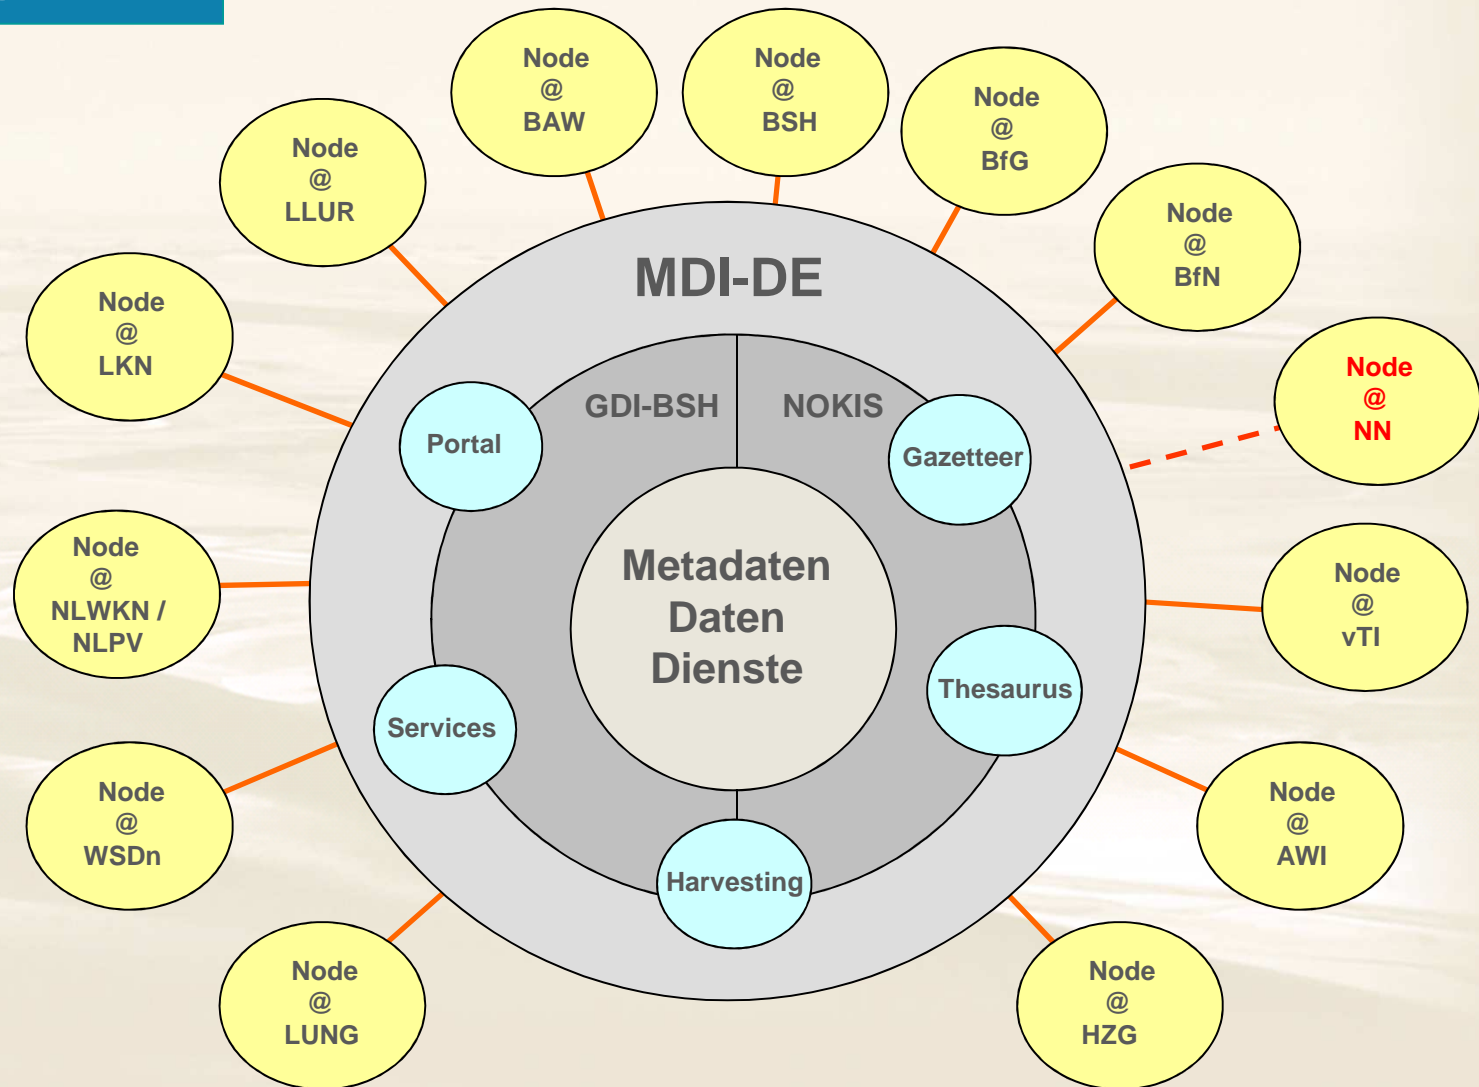 Node
@
BAW
Node
@
BSH
Node
@
BfG
Node
@
LLUR
Node
@
BfN
Node
@
LKN
Node
@
NN
MDI-DE
GDI-BSH
NOKIS
Portal
Gazetteer
Metadaten
Daten
Dienste
Node
@
NLWKN /
NLPV
Node
@
vTI
Thesaurus
Services
Harvesting
Node
@
WSDn
Node
@
AWI
Node
@
LUNG
Node
@
HZG